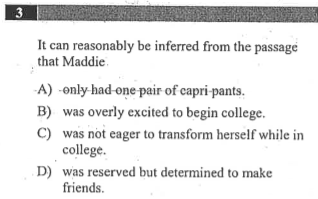 3
It can reasonably be inferred from the passage
that Maddie
A) only had one pair of capri pants.
B) was overly excited to begin college.
C) was not eager to transform herself while in
college.
D) was reserved but determined to make
friends.